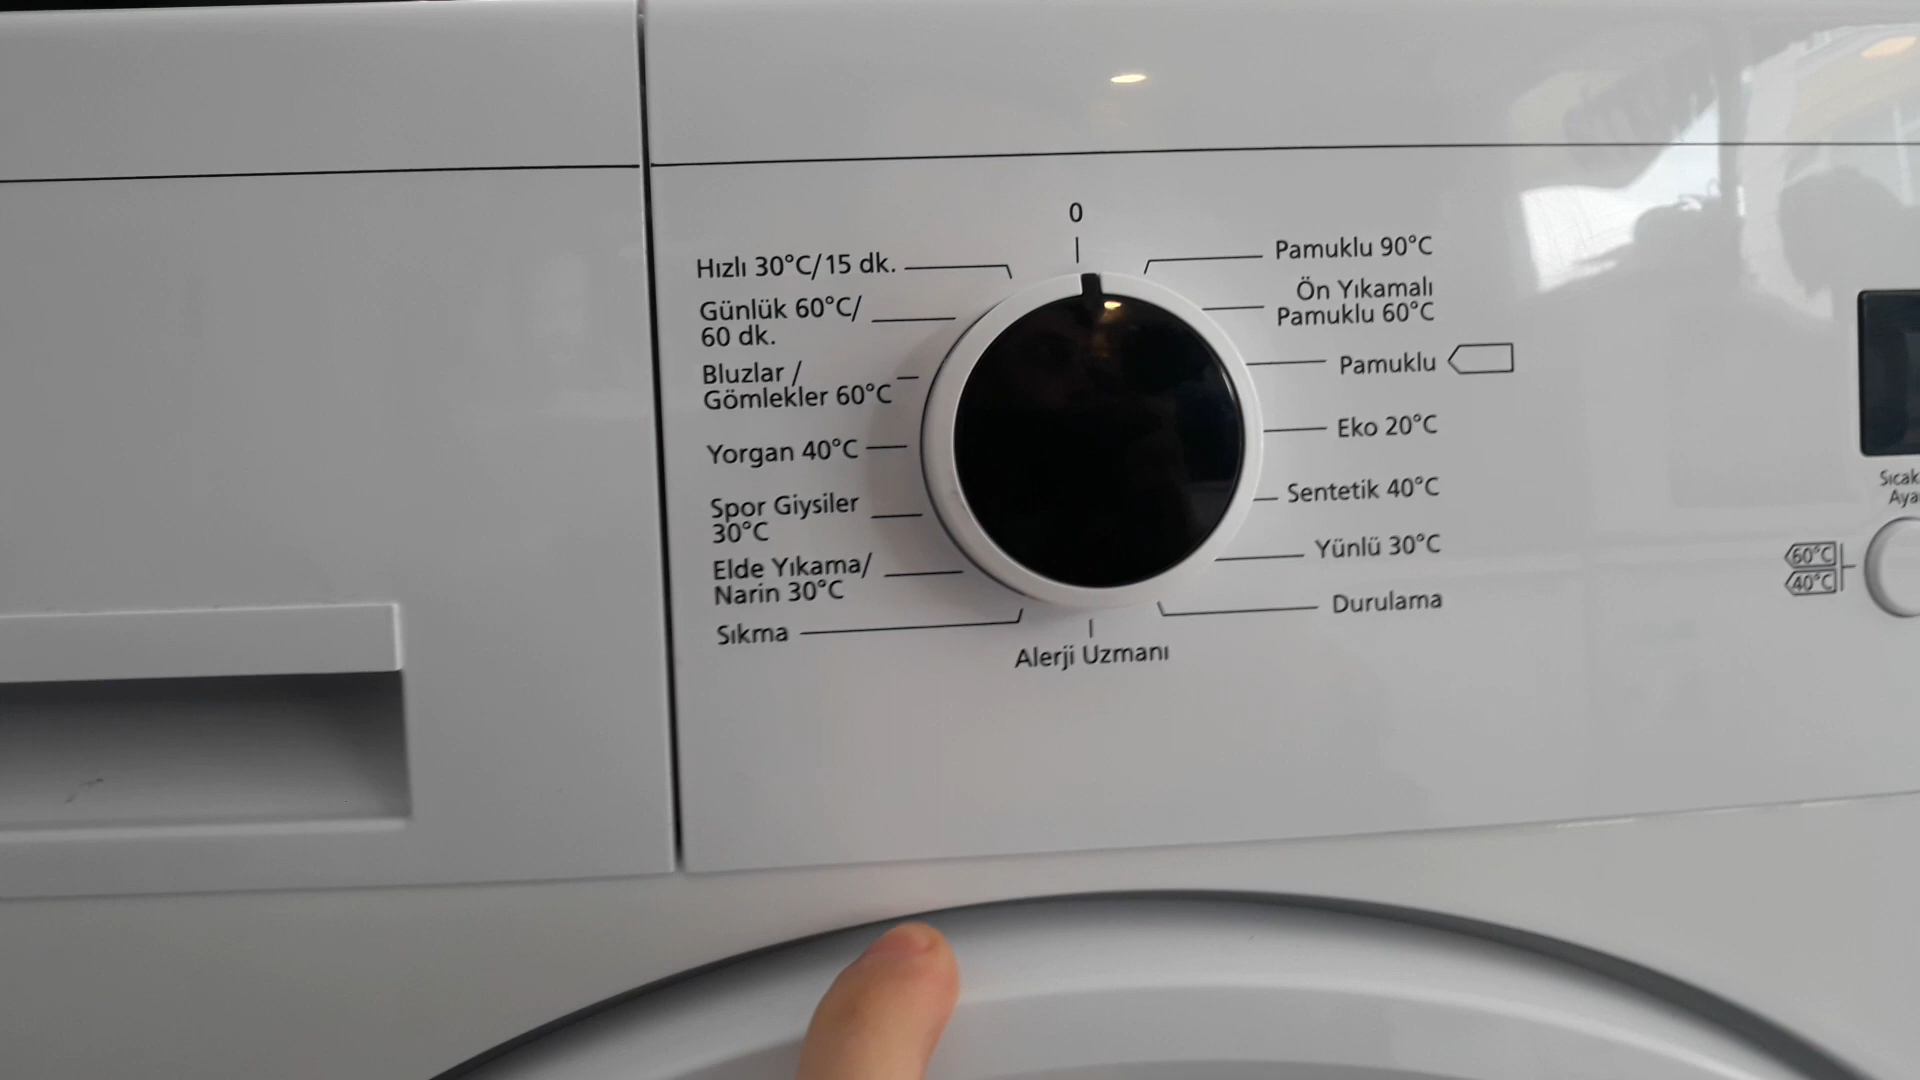 0
Hızlı 30°C/15 dk.
Günlük 60°C/
60 dk.
Bluzlar /
Gömlekler 60°C
Yorgan 40°C
Spor Giysiler
30°C
Elde Yıkama/
Narin 30°C
Sıkma
Alerji Uzmanı
Pamuklu 90°C
Ön Yıkamalı
Pamuklu 60°C
Pamuklu
Eko 20°C
Sentetik 40°C
Yünlü 30°C
Durulama
Sıcak
Aya
60°C
40°C